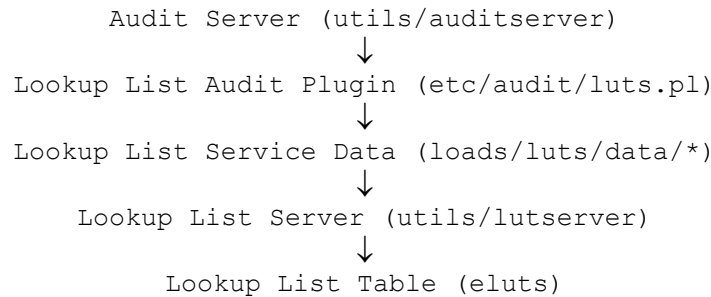 Audit Server (utils/auditserver)
↓
Lookup List Audit Plugin (etc/audit/luts.pl)
↓
Lookup List Service Data (loads/luts/data/*)
↓
Lookup List Server (utils/lutserver)
↓
Lookup List Table (eluts)